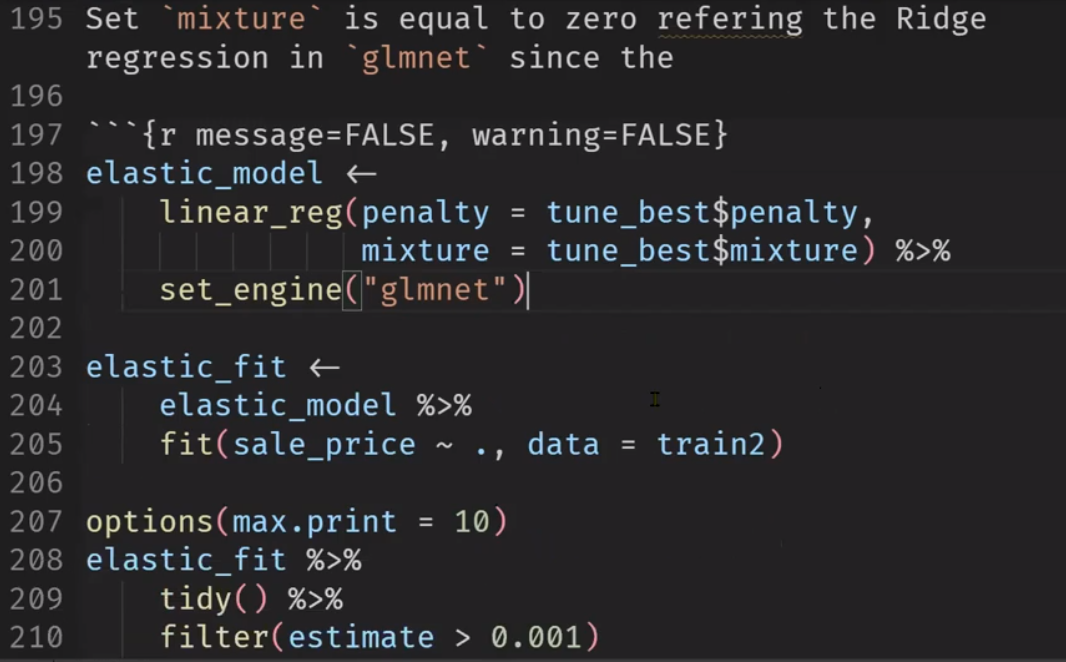 195 Set `mixture` is equal to zero refering the Ridge
regression in `glmnet` since the
196
197 ```{r message=FALSE, warning=FALSE}
198 elastic_model ←
199     linear_reg(penalty = tune_best$penalty,
200                mixture = tune_best$mixture) %>%
201     set_engine("glmnet")
202
203 elastic_fit ←
204     elastic_model %>%
205     fit(sale_price ~ ., data = train2)
206
207 options(max.print = 10)
208 elastic_fit %>%
209     tidy() %>%
210     filter(estimate > 0.001)